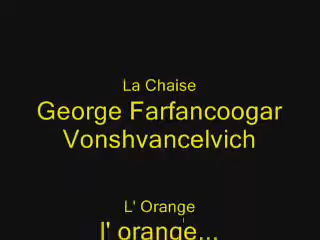 La Chaise
George Farfancoogar
Vonshvancelvich
L' Orange
l' orange...